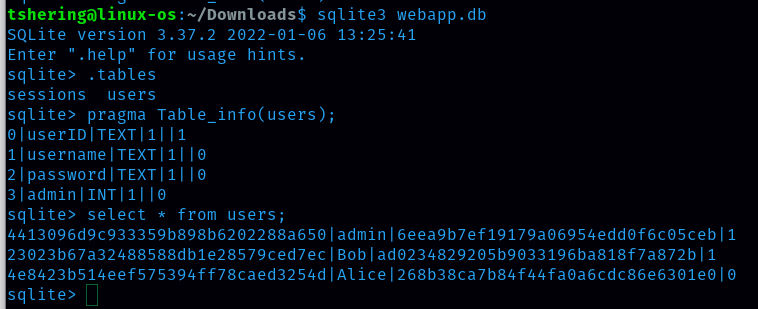 tshering@linux-os:~/Downloads$ sqlite3 webapp.db
SQLite version 3.37.2 2022-01-06 13:25:41
Enter ".help" for usage hints.
sqlite> .tables
sessions  users
sqlite> pragma Table_info(users);
0|userID|TEXT|1||1
1|username|TEXT|1||0
2|password|TEXT|1||0
3|admin|INT|1||0
sqlite> select * from users;
4413096d9c933359b898b6202288a650|admin|6eea9b7ef19179a06954edd0f6c05ceb|1
23023b67a32488588db1e28579ced7ec|Bob|ad0234829205b9033196ba818f7a872b|1
4e8423b514eef575394ff78caed3254d|Alice|268b38ca7b84f44fa0a6cdc86e6301e0|0
sqlite>